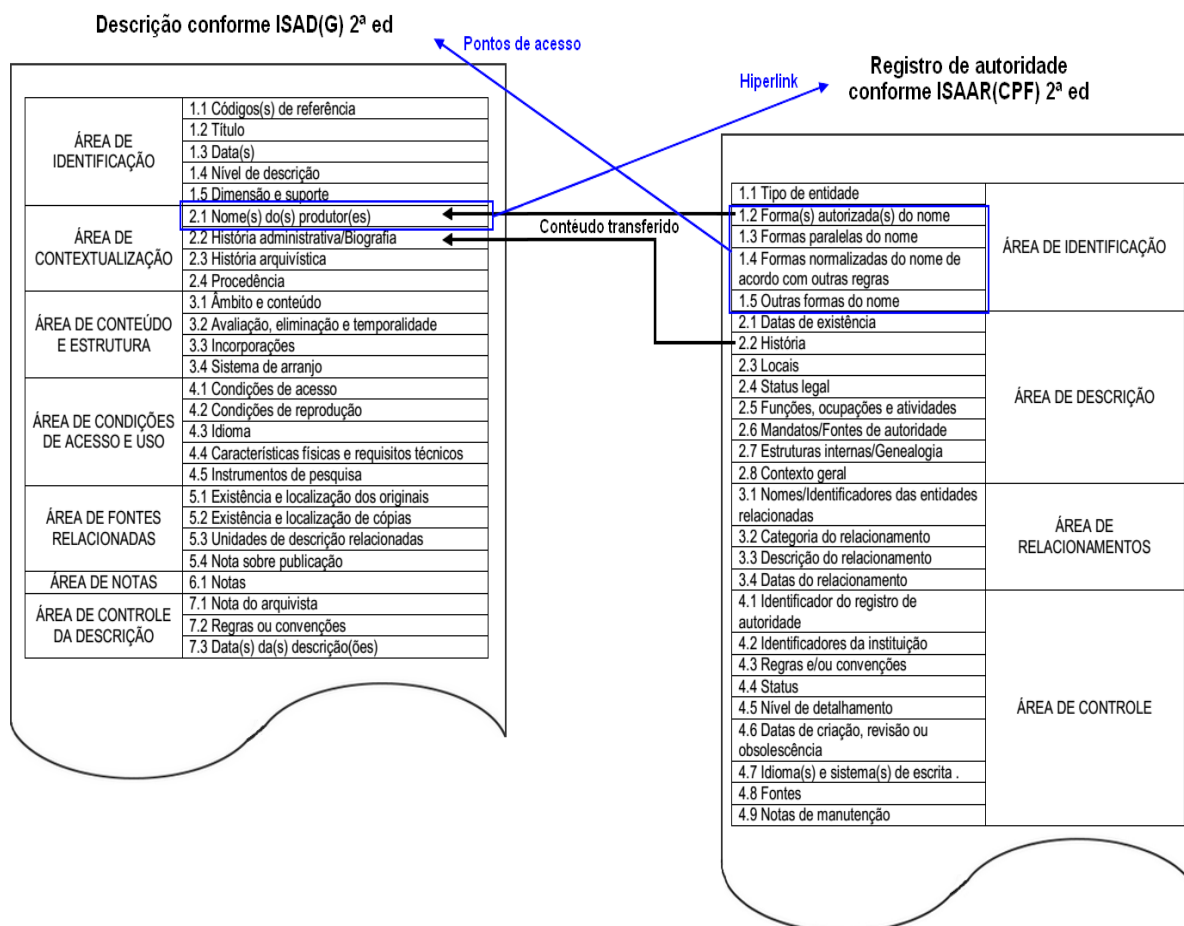 Descrição conforme ISAD(G) 2ª ed
Pontos de acesso
Hiperlink
Registro de autoridade
conforme ISAAR(CPF) 2ª ed
ÁREA DE
IDENTIFICAÇÃO
1.1 Códigos(s) de referência
1.2 Título
1.3 Data(s)
1.4 Nível de descrição
1.5 Dimensão e suporte
ÁREA DE
CONTEXTUALIZAÇÃO
2.1 Nome(s) do(s) produtor(es)
2.2 História administrativa/Biografia
2.3 História arquivística
2.4 Procedência
ÁREA DE CONTEÚDO
E ESTRUTURA
3.1 Âmbito e conteúdo
3.2 Avaliação, eliminação e temporalidade
3.3 Incorporações
3.4 Sistema de arranjo
ÁREA DE CONDIÇÕES
DE ACESSO E USO
4.1 Condições de acesso
4.2 Condições de reprodução
4.3 Idioma
4.4 Características físicas e requisitos técnicos
4.5 Instrumentos de pesquisa
ÁREA DE FONTES
RELACIONADAS
5.1 Existência e localização dos originais
5.2 Existência e localização de cópias
5.3 Unidades de descrição relacionadas
5.4 Nota sobre publicação
ÁREA DE NOTAS
6.1 Notas
ÁREA DE CONTROLE
DA DESCRIÇÃO
7.1 Nota do arquivista
7.2 Regras ou convenções
7.3 Data(s) da(s) descrição(ões)
Contéudo transferido
1.1 Tipo de entidade
1.2 Forma(s) autorizada(s) do nome
1.3 Formas paralelas do nome
1.4 Formas normalizadas do nome de
acordo com outras regras
1.5 Outras formas do nome
ÁREA DE IDENTIFICAÇÃO
2.1 Datas de existência
2.2 História
2.3 Locais
2.4 Status legal
2.5 Funções, ocupações e atividades
2.6 Mandatos/Fontes de autoridade
2.7 Estruturas internas/Genealogia
2.8 Contexto geral
ÁREA DE DESCRIÇÃO
3.1 Nomes/Identificadores das entidades
relacionadas
3.2 Categoria do relacionamento
3.3 Descrição do relacionamento
3.4 Datas do relacionamento
ÁREA DE
RELACIONAMENTOS
4.1 Identificador do registro de
autoridade
4.2 Identificadores da instituição
4.3 Regras e/ou convenções
4.4 Status
4.5 Nível de detalhamento
4.6 Datas de criação, revisão ou
obsolescência
4.7 Idioma(s) e sistema(s) de escrita .
4.8 Fontes
4.9 Notas de manutenção
ÁREA DE CONTROLE